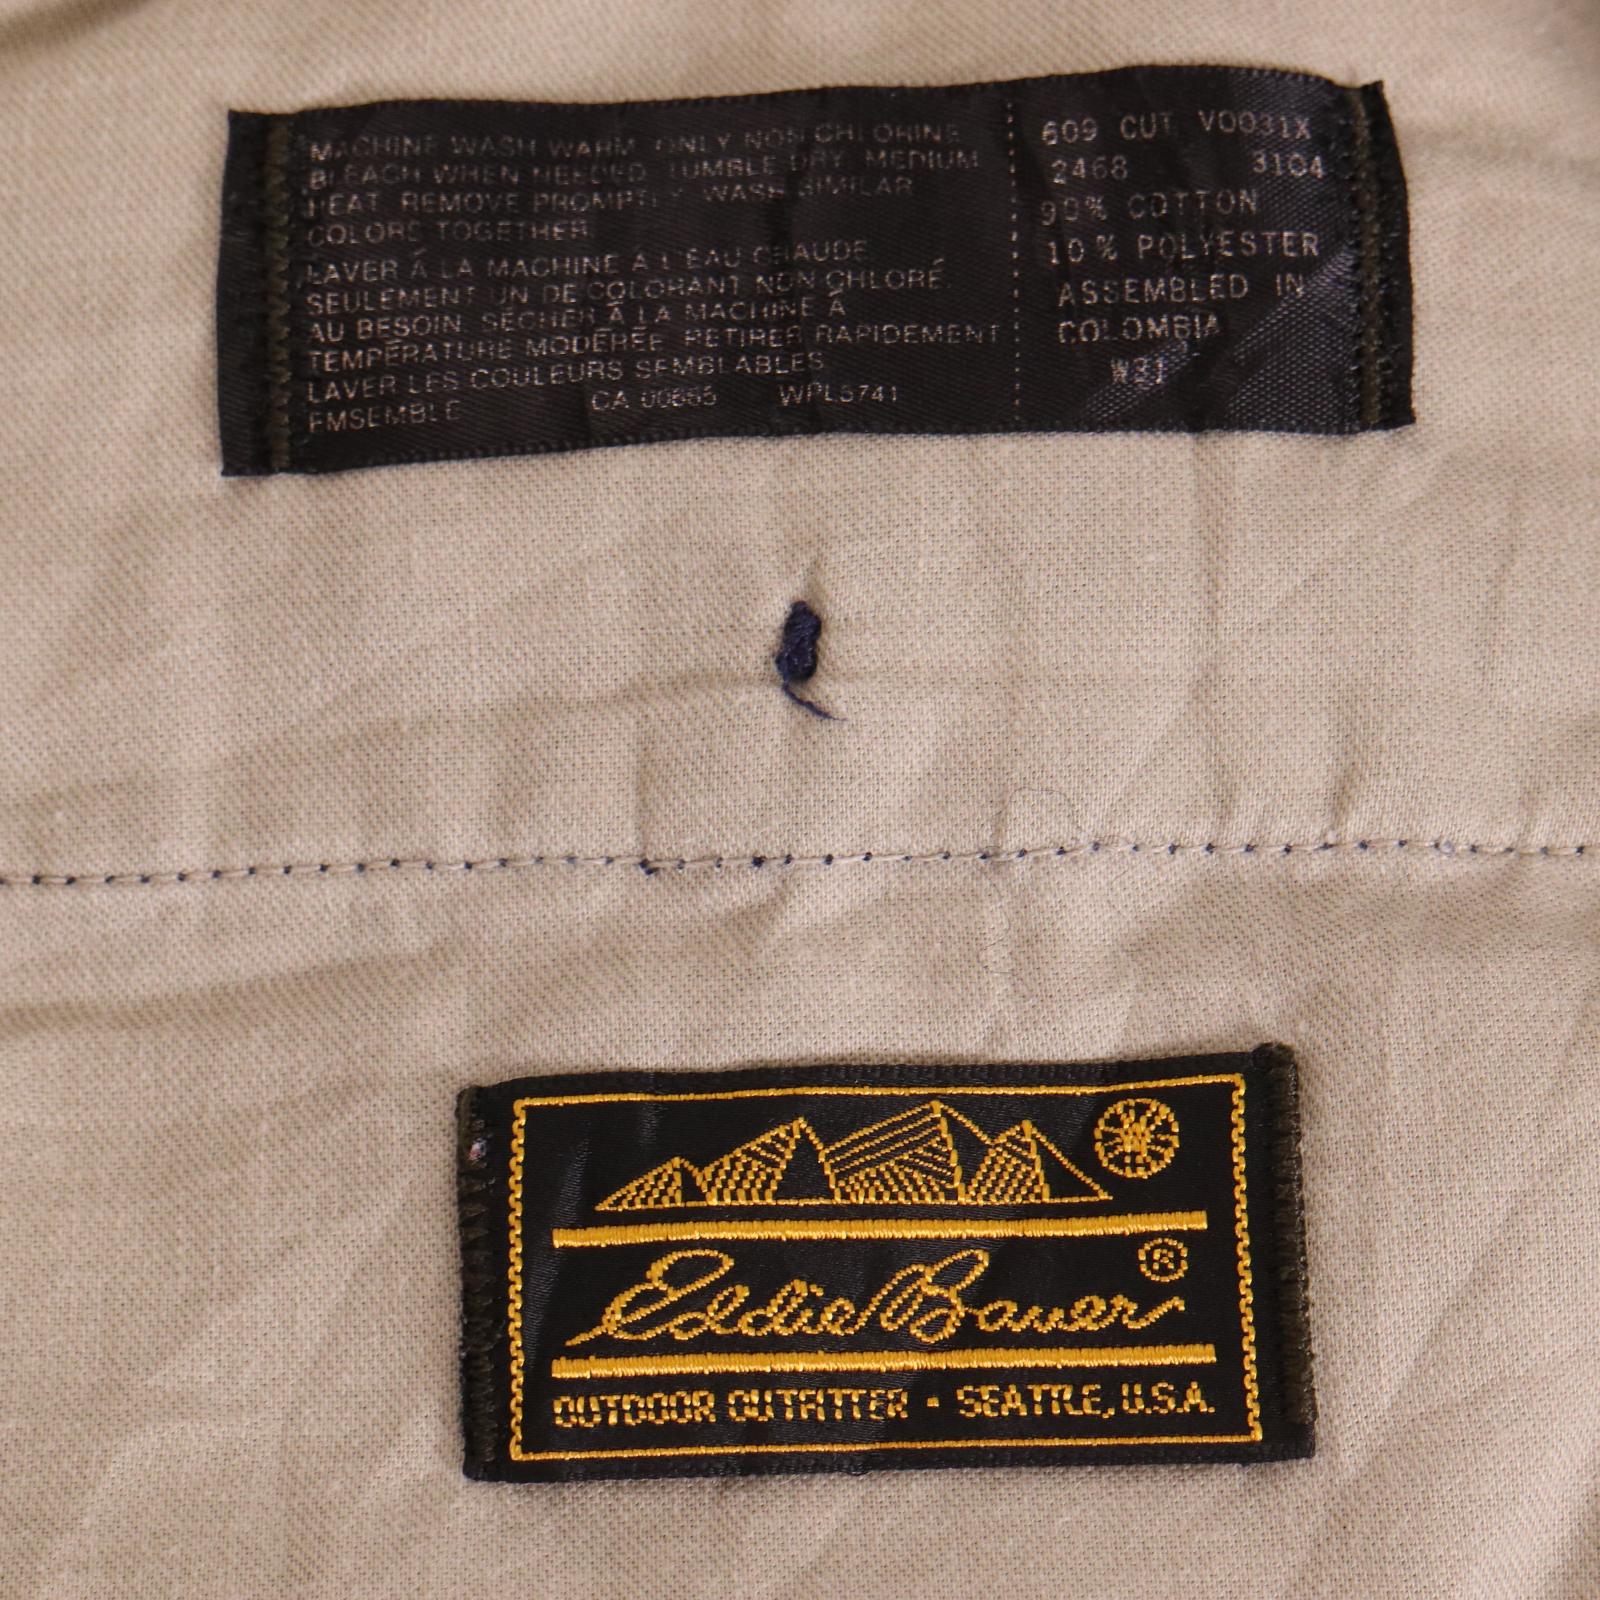 MACHINE WASH WARM. ONLY NON CHLORINE
BLEACH WHEN NEEDED. TUMBLE DRY. MEDIUM
HEAT. REMOVE PROMPTLY WASH SIMILAR
COLORS TOGETHER
LAVER À LA MACHINE À L'EAU CHAUDE
SEULEMENT UN DE COLORANT NON CHLORÉ.
AU BESOIN. SÉCHER À LA MACHINE À
TEMPÉRATURE MODÉRÉE RETIRER RAPIDEMENT
LAVER LES COULEURS SEMBLABLES
EMSEMBLE CA WPL5741
609 CUT V0031X
2468 3104
90% COTTON
10% POLYESTER
ASSEMBLED IN
COLOMBIA
W31
Eddie Bauer ®
OUTDOOR OUTFITTER · SEATTLE, U.S.A.